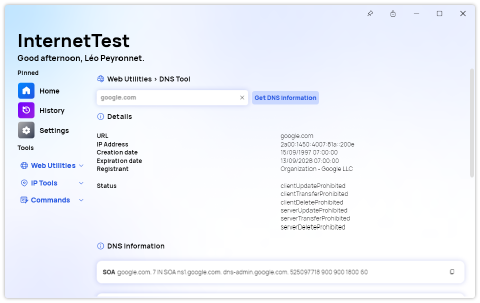 InternetTest
Good afternoon, Léo Peyronnet.
Pinned
Home
History
Settings
Tools
Web Utilities
IP Tools
Commands
Web Utilities > DNS Tool
google.com
Get DNS information
Details
URL google.com
IP Address 2a00:1450:4007:81a::200e
Creation date 15/09/1997 07:00:00
Expiration date 13/09/2028 07:00:00
Registrant Organization - Google LLC
Status clientUpdateProhibited
clientTransferProhibited
clientDeleteProhibited
serverUpdateProhibited
serverTransferProhibited
serverDeleteProhibited
DNS Information
SOA google.com. 7 IN SOA ns1.google.com. dns-admin.google.com. 525097718 900 900 1800 60